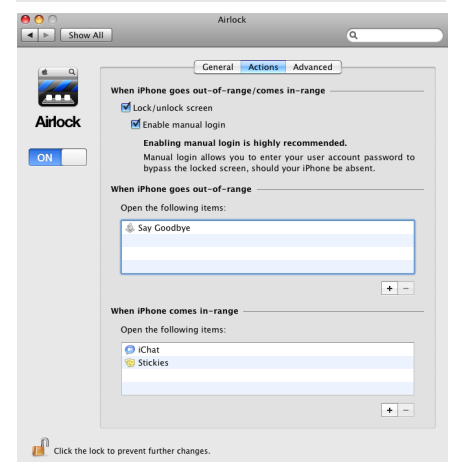 Airlock
Show All
General Actions Advanced
When iPhone goes out-of-range/comes in-range
Lock/unlock screen
Enable manual login
Airlock
Enabling manual login is highly recommended.
ON
Manual login allows you to enter your user account password to
bypass the locked screen, should your iPhone be absent.
When iPhone goes out-of-range
Open the following items:
Say Goodbye
+ −
When iPhone comes in-range
Open the following items:
iChat
Stickies
+ −
Click the lock to prevent further changes.